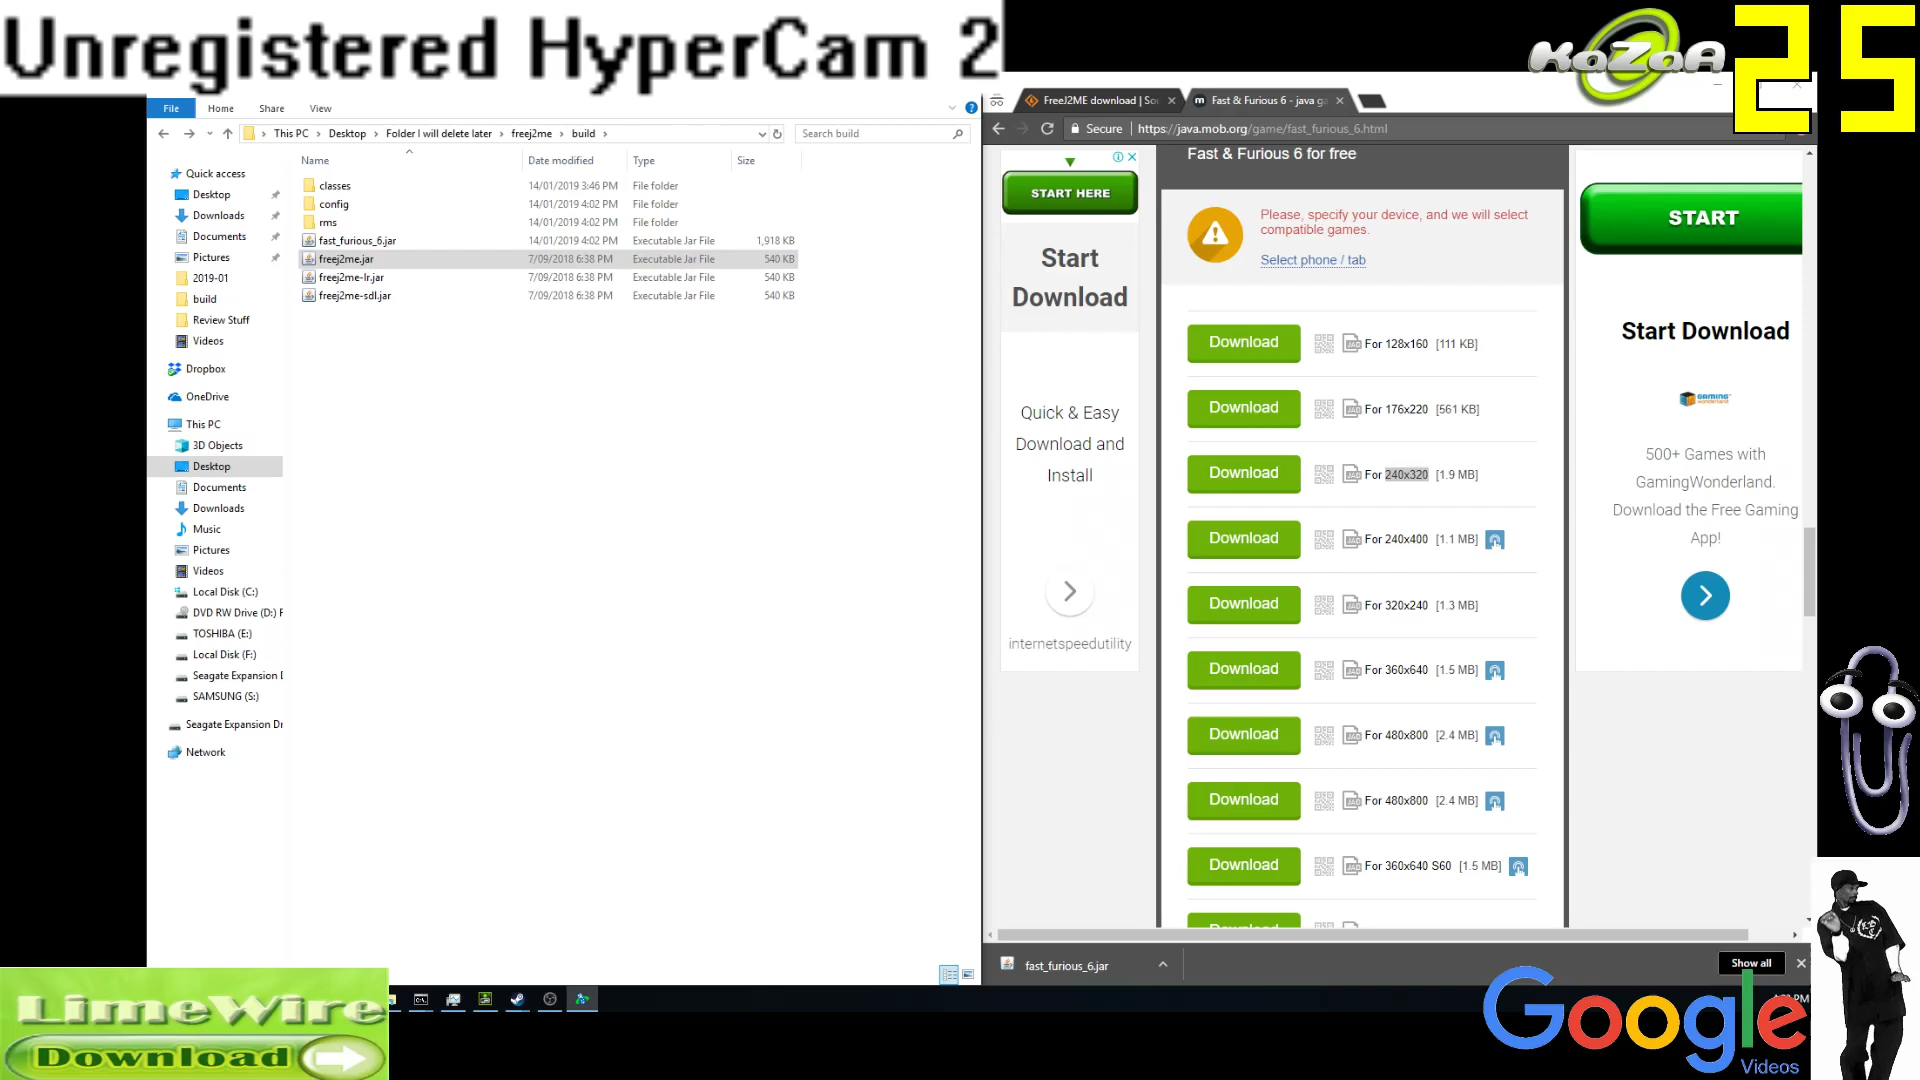 Unregistered HyperCam 2
KaZaA
25
File Home Share View
This PC Desktop Folder I will delete later freej2me build
Search build
Name Date modified Type Size
classes 14/01/2019 3:46 PM File folder
config 14/01/2019 4:02 PM File folder
rms 14/01/2019 4:02 PM File folder
fast_furious_6.jar 14/01/2019 4:02 PM Executable Jar File 1,918 KB
freej2me.jar 7/09/2018 6:38 PM Executable Jar File 540 KB
freej2me-lr.jar 7/09/2018 6:38 PM Executable Jar File 540 KB
freej2me-sdl.jar 7/09/2018 6:38 PM Executable Jar File 540 KB
Quick access
Desktop
Downloads
Documents
Pictures
2019-01
build
Review Stuff
Videos
Dropbox
OneDrive
This PC
3D Objects
Desktop
Documents
Downloads
Music
Pictures
Videos
Local Disk (C:)
DVD RW Drive (D:) F
TOSHIBA (E:)
Local Disk (F:)
Seagate Expansion D
SAMSUNG (S:)
Seagate Expansion Dr
Network
FreeJ2ME download | So
Fast & Furious 6 - java ga
Secure https://java.mob.org/game/fast_furious_6.html
START HERE
Start
Download
Quick & Easy
Download and
Install
internetspeedutility
Fast & Furious 6 for free
Please, specify your device, and we will select
compatible games.
Select phone / tab
Download For 128x160 [111 KB]
Download For 176x220 [561 KB]
Download For 240x320 [1.9 MB]
Download For 240x400 [1.1 MB]
Download For 320x240 [1.3 MB]
Download For 360x640 [1.5 MB]
Download For 480x800 [2.4 MB]
Download For 480x800 [2.4 MB]
Download For 360x640 S60 [1.5 MB]
Download
START
Start Download
GAMING wonderland
500+ Games with
GamingWonderland.
Download the Free Gaming
App!
fast_furious_6.jar
Show all
LimeWire
Download
Google
Videos